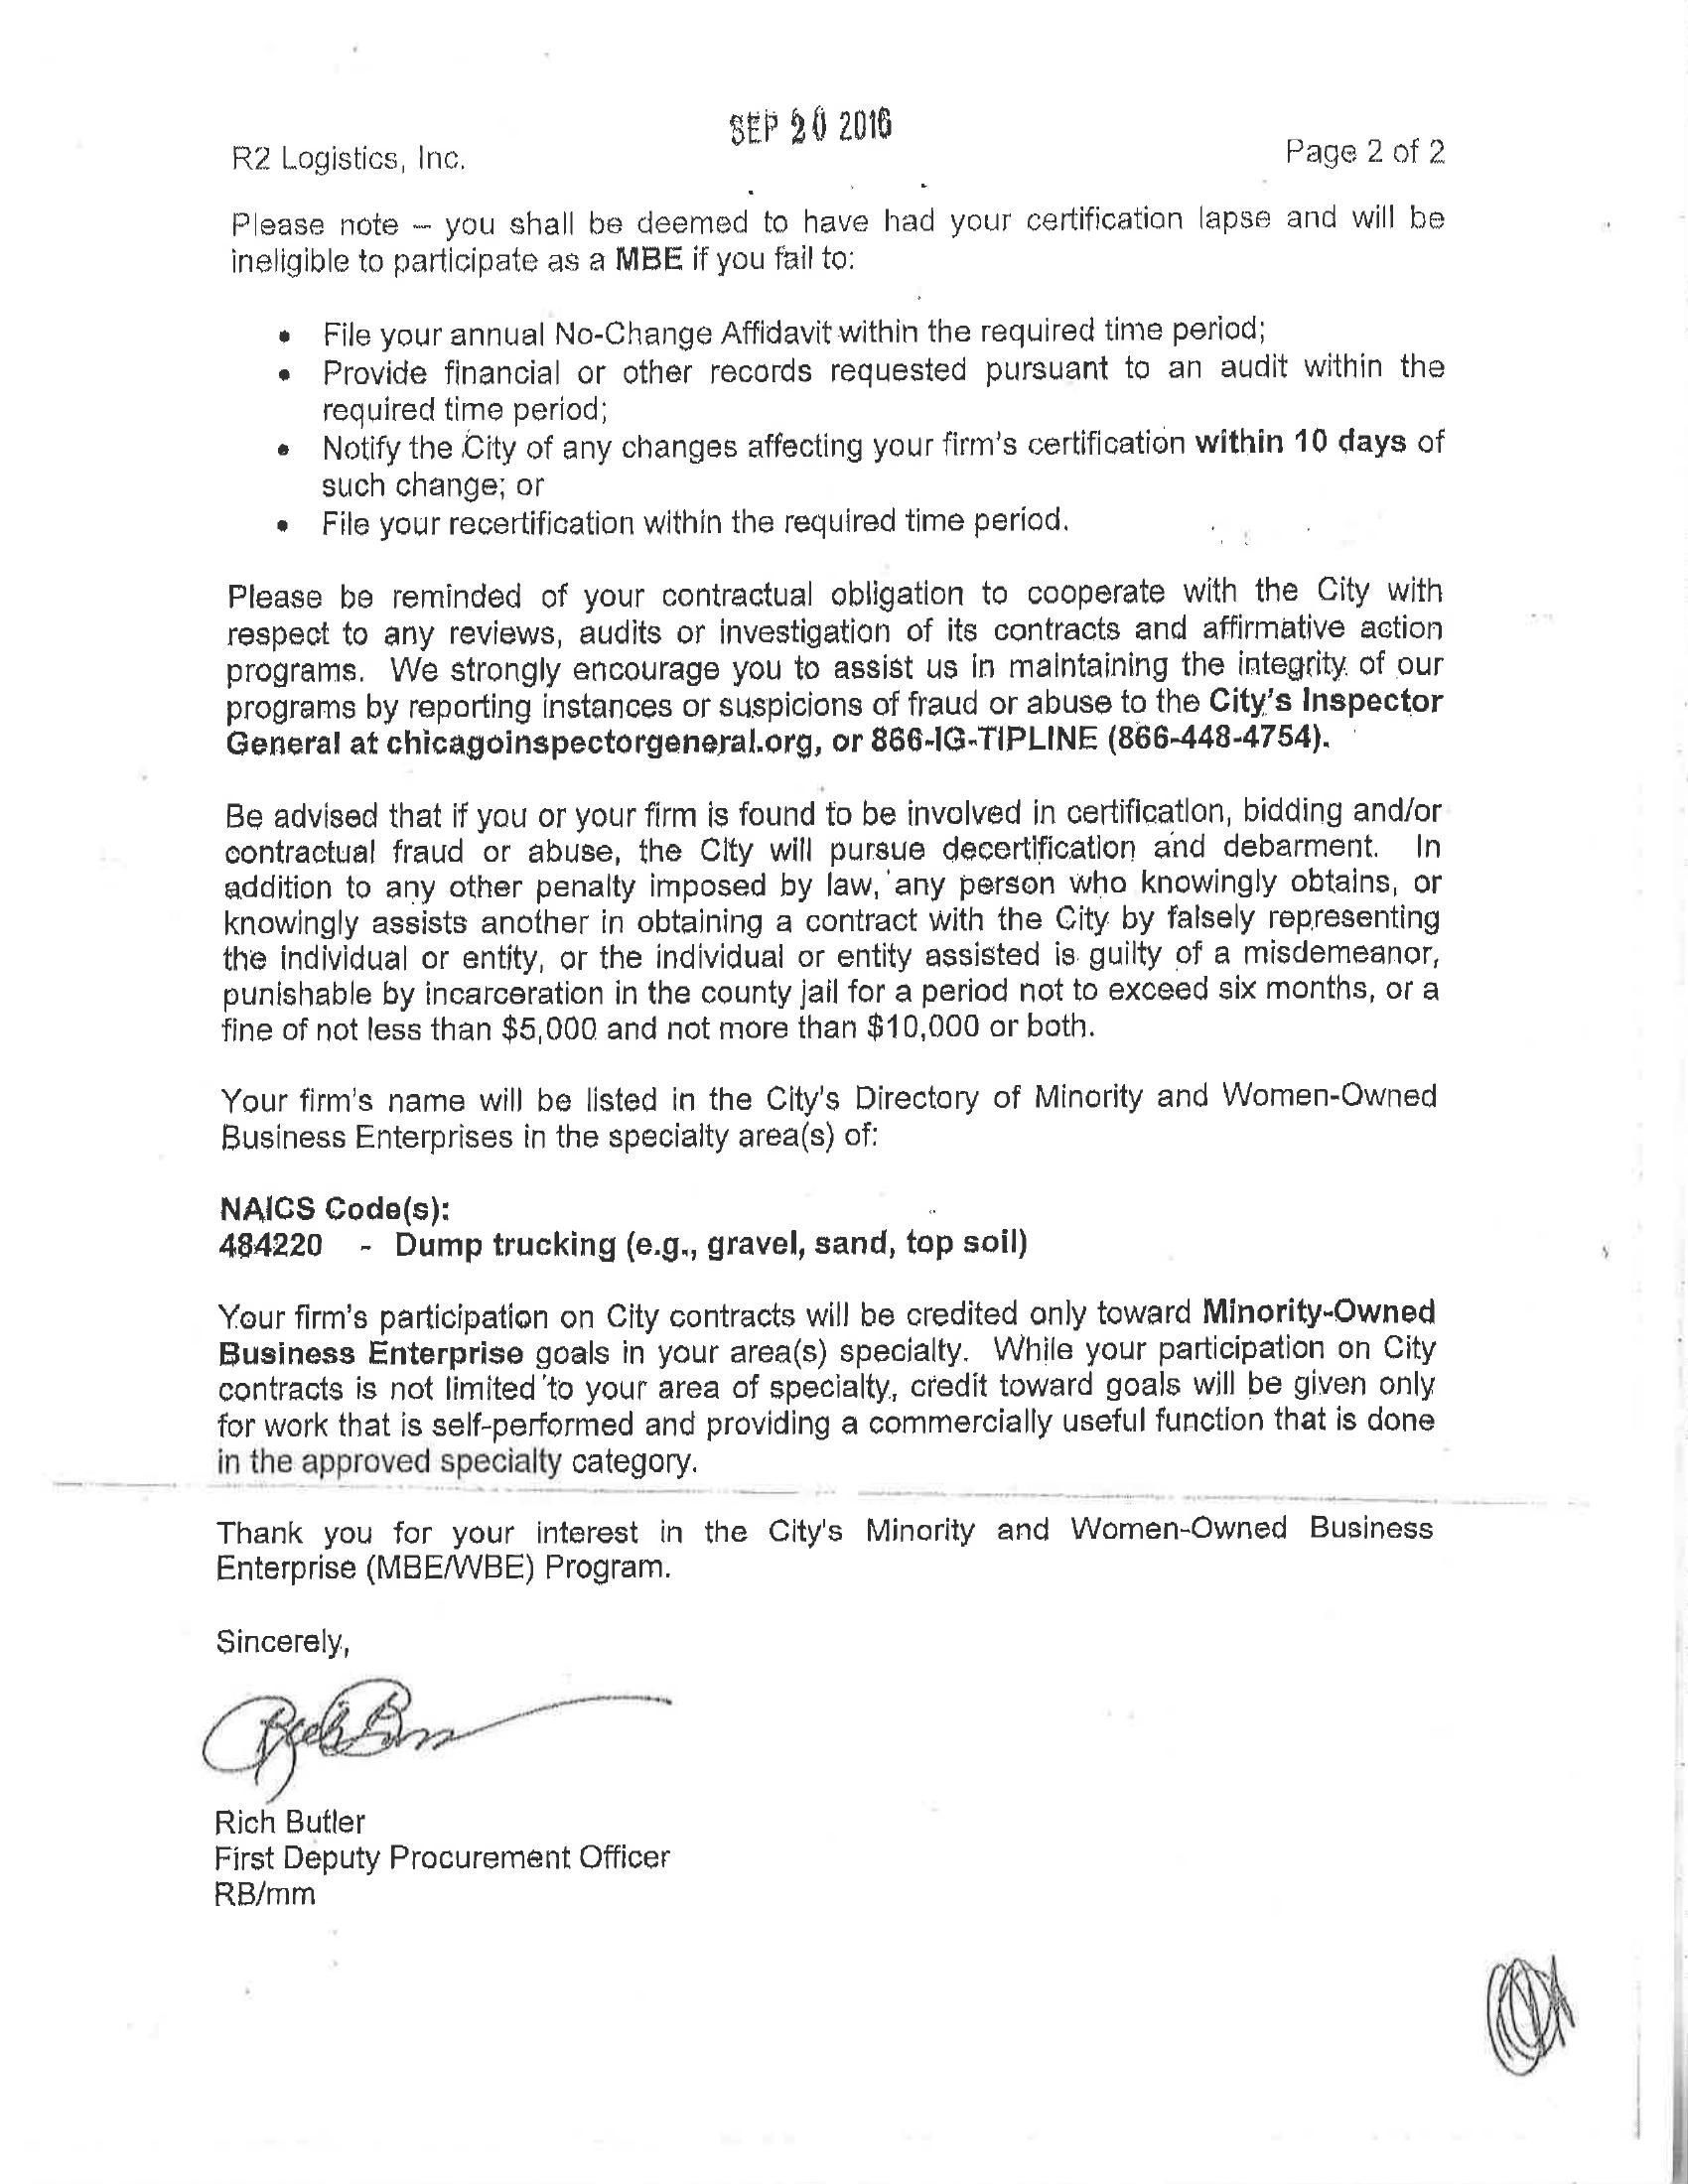 SEP 20 2016
R2 Logistics, Inc.
Page 2 of 2
Please note – you shall be deemed to have had your certification lapse and will be
ineligible to participate as a MBE if you fail to:
• File your annual No-Change Affidavit within the required time period;
• Provide financial or other records requested pursuant to an audit within the
required time period;
• Notify the City of any changes affecting your firm's certification within 10 days of
such change; or
• File your recertification within the required time period.
Please be reminded of your contractual obligation to cooperate with the City with
respect to any reviews, audits or investigation of its contracts and affirmative action
programs. We strongly encourage you to assist us in maintaining the integrity of our
programs by reporting instances or suspicions of fraud or abuse to the City's Inspector
General at chicagoinspectorgeneral.org, or 866-IG-TIPLINE (866-448-4754).
Be advised that if you or your firm is found to be involved in certification, bidding and/or
contractual fraud or abuse, the City will pursue decertification and debarment. In
addition to any other penalty imposed by law, any person who knowingly obtains, or
knowingly assists another in obtaining a contract with the City by falsely representing
the individual or entity, or the individual or entity assisted is guilty of a misdemeanor,
punishable by incarceration in the county jail for a period not to exceed six months, or a
fine of not less than $5,000 and not more than $10,000 or both.
Your firm's name will be listed in the City's Directory of Minority and Women-Owned
Business Enterprises in the specialty area(s) of:
NAICS Code(s):
484220 - Dump trucking (e.g., gravel, sand, top soil)
Your firm's participation on City contracts will be credited only toward Minority-Owned
Business Enterprise goals in your area(s) specialty. While your participation on City
contracts is not limited to your area of specialty, credit toward goals will be given only
for work that is self-performed and providing a commercially useful function that is done
in the approved specialty category.
Thank you for your interest in the City's Minority and Women-Owned Business
Enterprise (MBE/WBE) Program.
Sincerely,
Rich Butler
First Deputy Procurement Officer
RB/mm